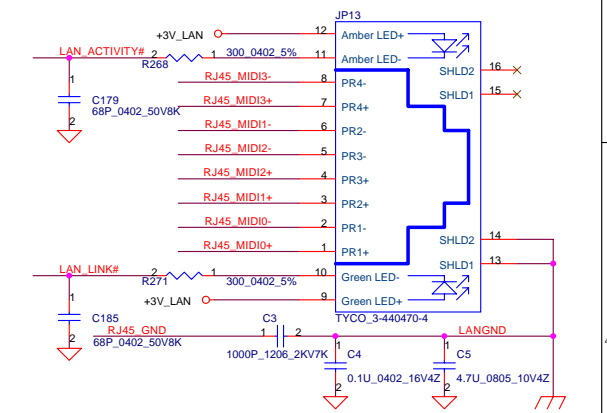 JP13
+3V_LAN 12 Amber LED+
LAN_ACTIVITY# 2 1 300_0402_5% 11 Amber LED-
R268
SHLD2 16
RJ45_MIDI3- 8 PR4-
1
C179
68P_0402_50V8K
2
RJ45_MIDI3+ 7 PR4+
SHLD1 15
RJ45_MIDI1- 6 PR2-
RJ45_MIDI2- 5 PR3-
RJ45_MIDI2+ 4 PR3+
RJ45_MIDI1+ 3 PR2+
RJ45_MIDI0- 2 PR1-
RJ45_MIDI0+ 1 PR1+
SHLD2 14
SHLD1 13
LAN_LINK# 2 1 300_0402_5% 10 Green LED-
R271
+3V_LAN 9 Green LED+
1
C185
68P_0402_50V8K
2
TYCO_3-440470-4
RJ45_GND 1 C3 2 LANGND
1000P_1206_2KV7K
1
C4
0.1U_0402_16V4Z
2
1
C5
4.7U_0805_10V4Z
2
4